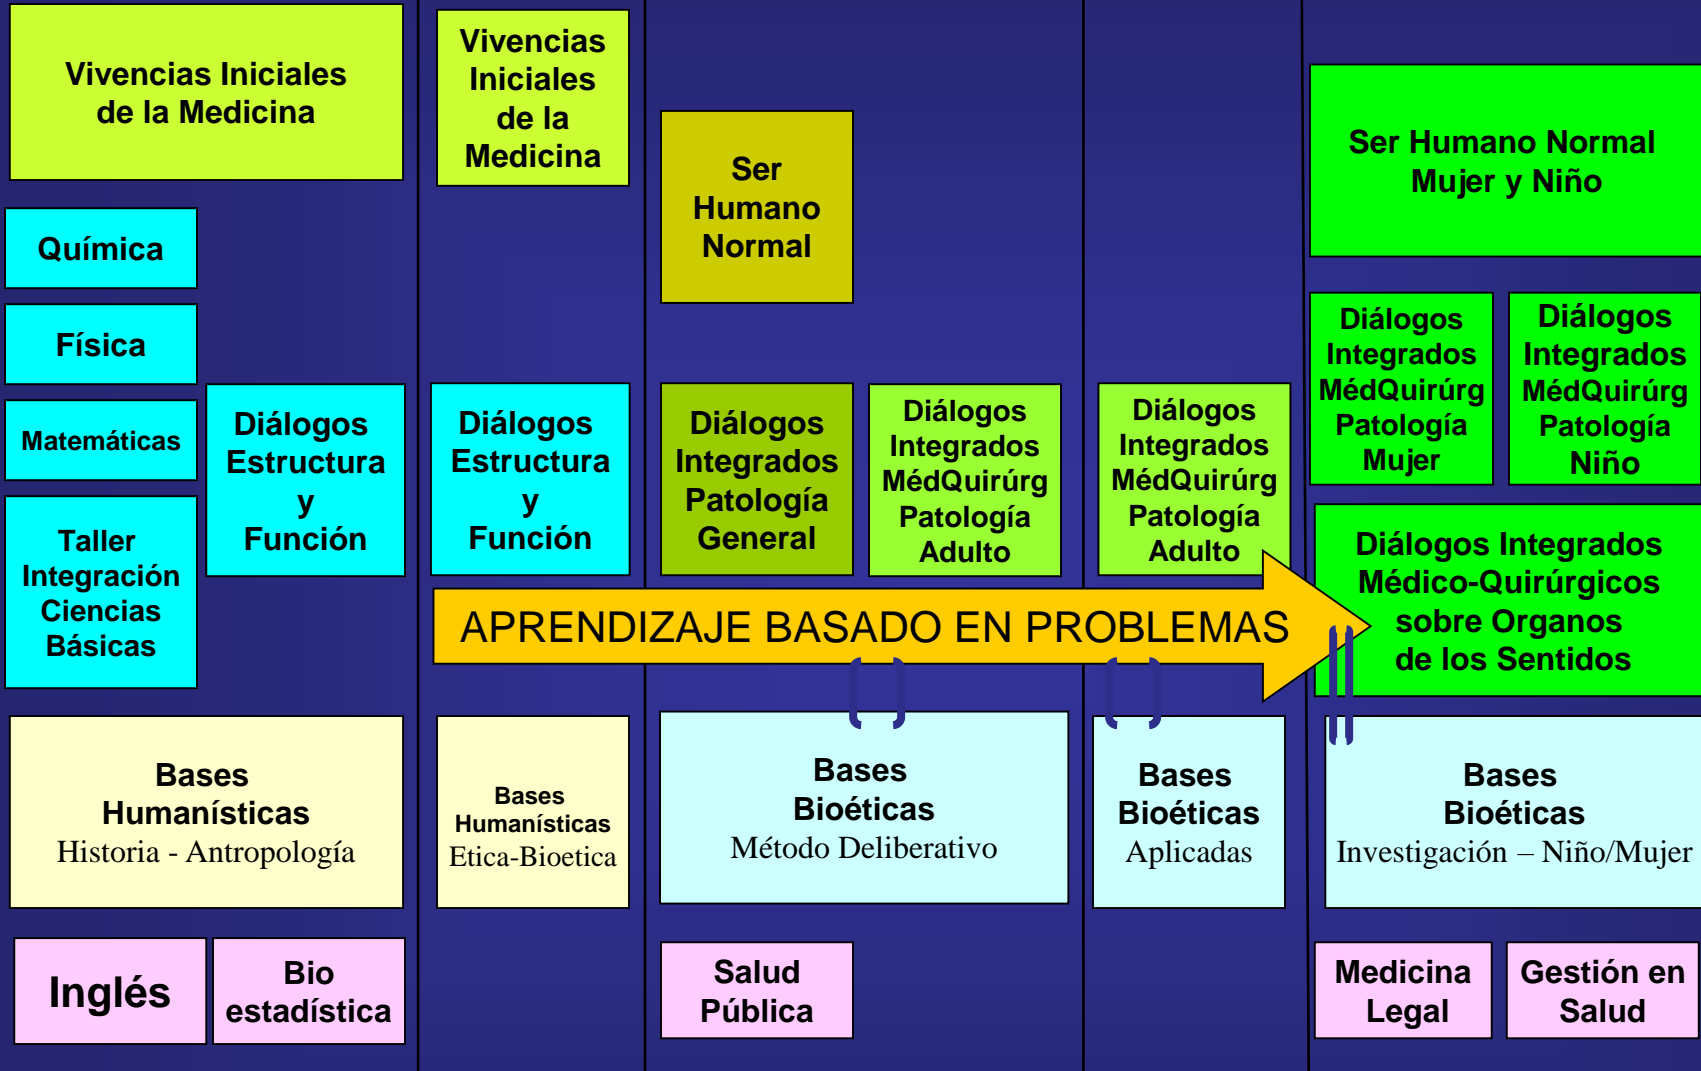 Vivencias Iniciales
de la Medicina
Vivencias
Iniciales
de la
Medicina
Ser
Humano
Normal
Ser Humano Normal
Mujer y Niño
Química
Física
Matemáticas
Taller
Integración
Ciencias
Básicas
Diálogos
Estructura
y
Función
Diálogos
Estructura
y
Función
Diálogos
Integrados
Patología
General
Diálogos
Integrados
MédQuirúrg
Patología
Adulto
Diálogos
Integrados
MédQuirúrg
Patología
Adulto
Diálogos
Integrados
MédQuirúrg
Patología
Mujer
Diálogos
Integrados
MédQuirúrg
Patología
Niño
APRENDIZAJE BASADO EN PROBLEMAS
Diálogos Integrados
Médico-Quirúrgicos
sobre Organos
de los Sentidos
Bases
Humanísticas
Historia - Antropología
Bases
Humanísticas
Etica-Bioetica
Bases
Bioéticas
Método Deliberativo
Bases
Bioéticas
Aplicadas
Bases
Bioéticas
Investigación – Niño/Mujer
Inglés
Bio
estadística
Salud
Pública
Medicina
Legal
Gestión en
Salud